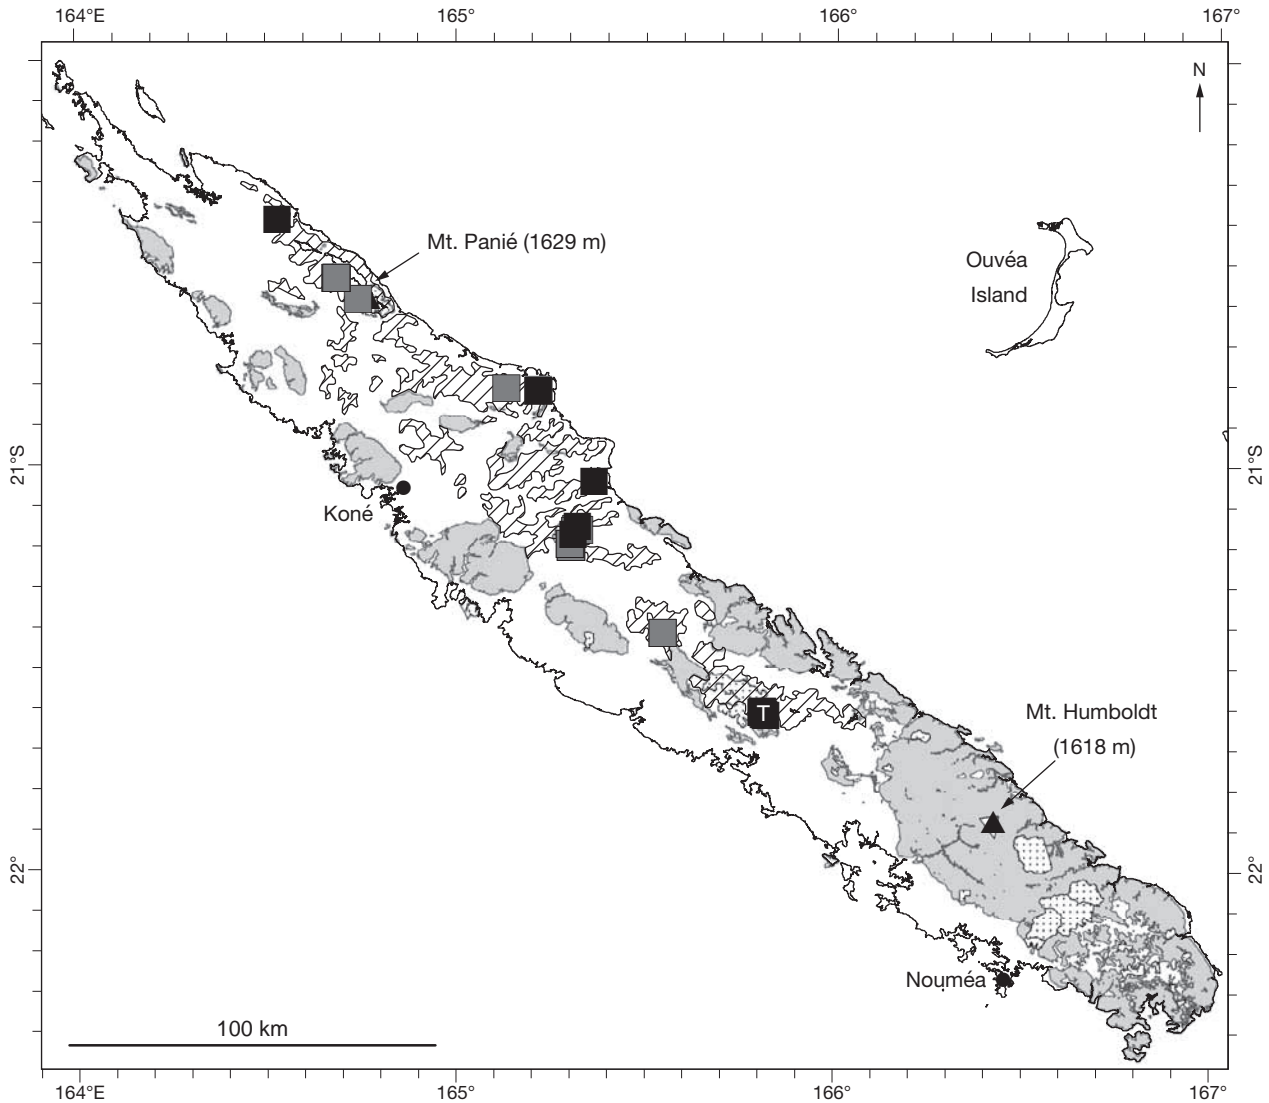 164°E 165° 166° 167°
N
Mt. Panié (1629 m)
Ouvéa
Island
21°S
21°S
Koné
T
Mt. Humboldt
(1618 m)
22°
22°
Nouméa
100 km
164°E 165° 166° 167°